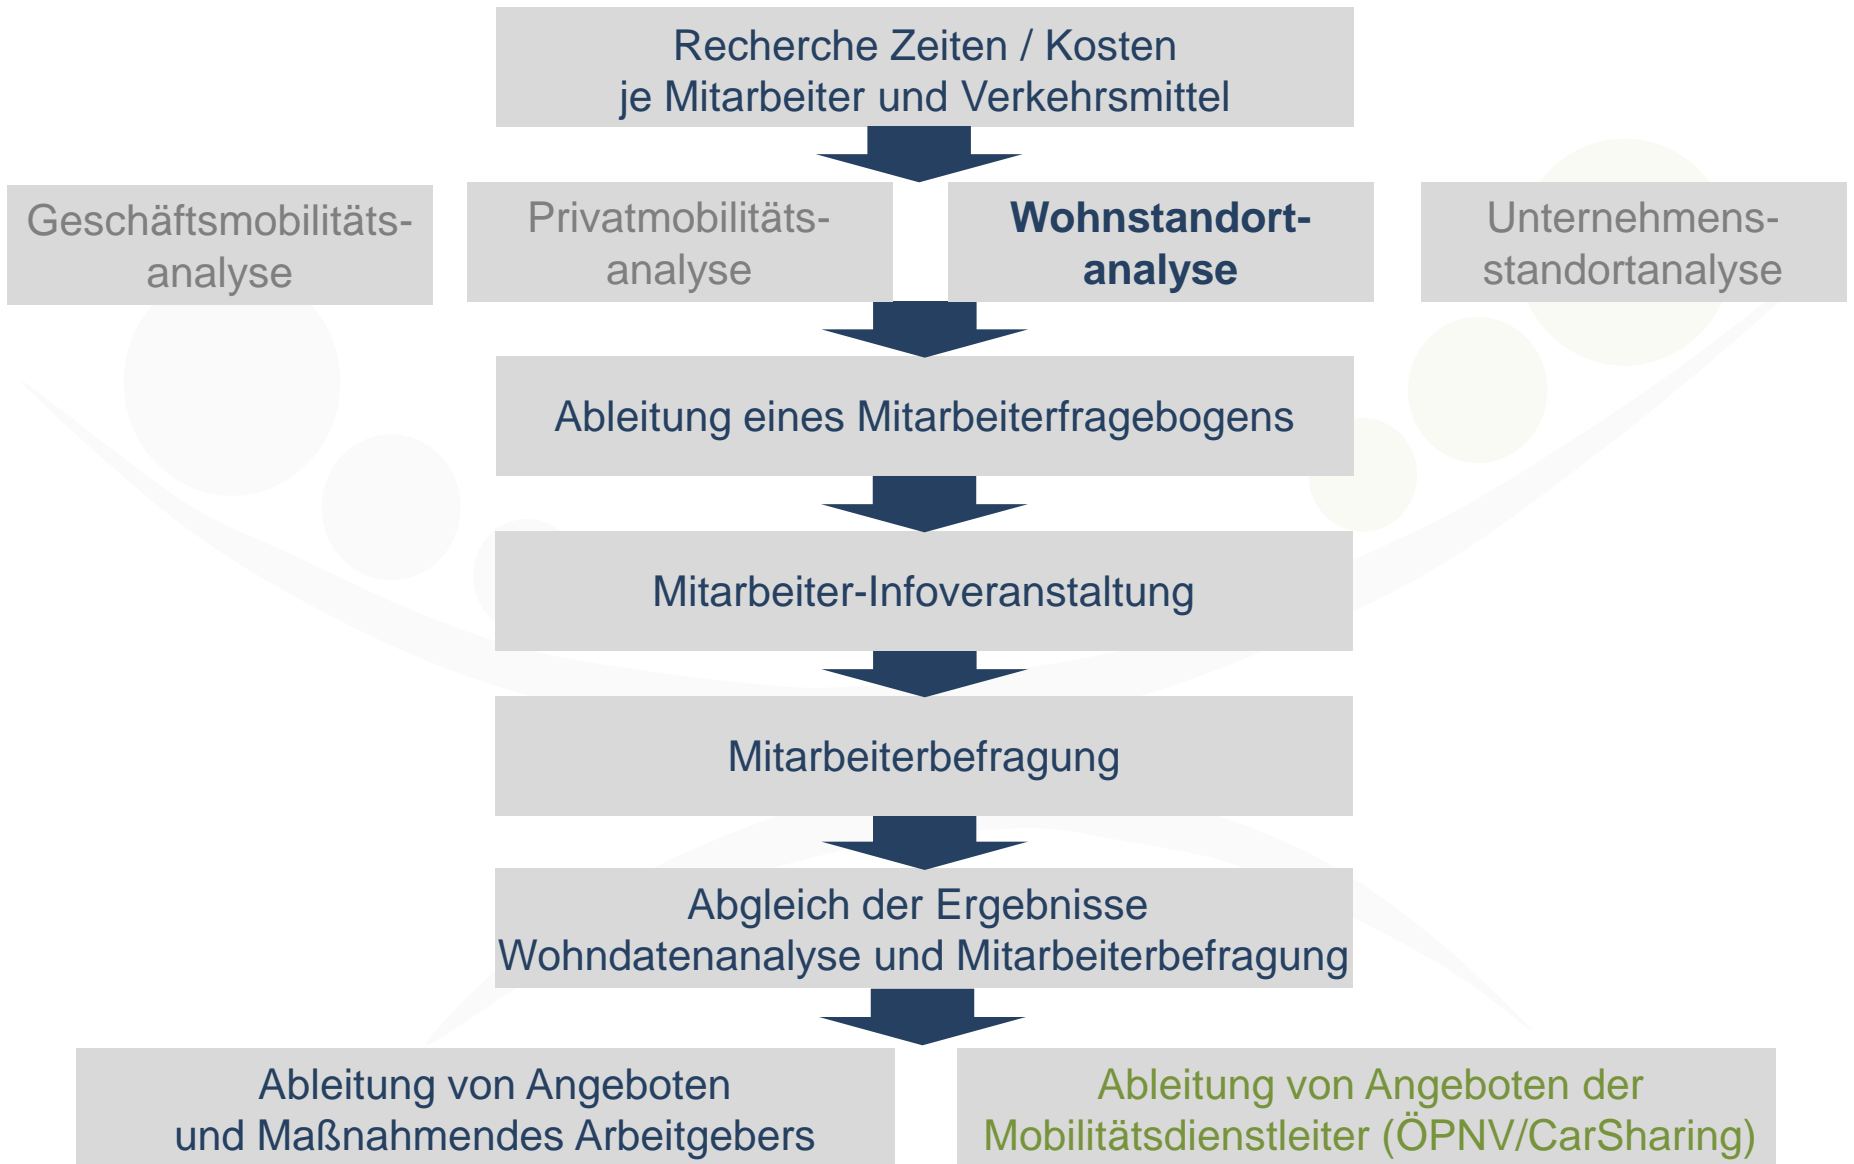 Recherche Zeiten / Kosten
je Mitarbeiter und Verkehrsmittel
Geschäftsmobilitäts-
analyse
Privatmobilitäts-
analyse
Wohnstandort-
analyse
Unternehmens-
standortanalyse
Ableitung eines Mitarbeiterfragebogens
Mitarbeiter-Infoveranstaltung
Mitarbeiterbefragung
Abgleich der Ergebnisse
Wohndatenanalyse und Mitarbeiterbefragung
Ableitung von Angeboten
und Maßnahmendes Arbeitgebers
Ableitung von Angeboten der
Mobilitätsdienstleiter (ÖPNV/CarSharing)